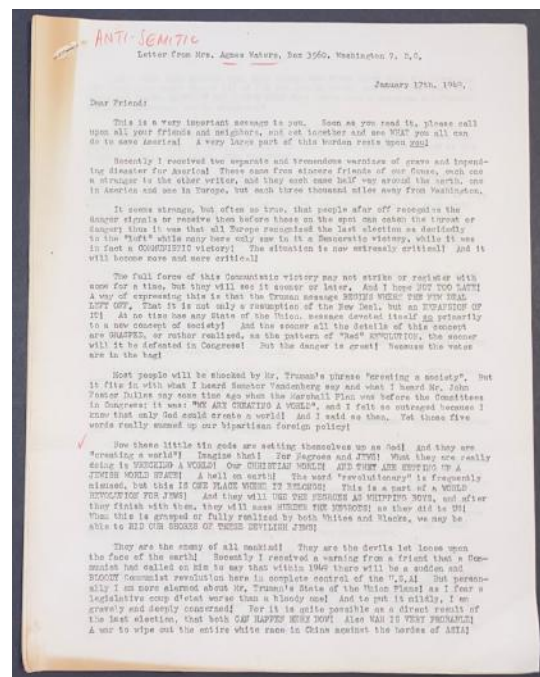 ANTI-SEMITIC
Letter from Mrs. Agnes Waters, Box 3560, Washington 7, D.C.
January 17th, 1949.
Dear Friend:
This is a very important message to you. Soon as you read it, please call
upon all your friends and neighbors, and get together and see WHAT you all can
do to save America! A very large part of this burden rests upon you!
Recently I received two separate and tremendous warnings of grave and impend-
ing disaster for America! These came from sincere friends of our Cause, each one
a stranger to the other writer, and they each came half way around the earth, one
in America and one in Europe, but each three thousand miles away from Washington.
It seems strange, but often so true, that people afar off recognize the
danger signals or receive them before those on the spot can catch the threat or
danger; thus it was that all Europe recognized the last election as decidedly
to the "Left" while many here only saw in it a Democratic victory, while it was
in fact a COMMUNISTIC victory! The situation is now extremely critical! And it
will become more and more critical!
The full force of this Communistic victory may not strike or register with
some for a time, but they will see it sooner or later. And I hope NOT TOO LATE!
A way of expressing this is that the Truman message BEGINS WHERE THE NEW DEAL
LEFT OFF. That it is not only a resumption of the New Deal, but an EXPANSION OF
IT! At no time has any State of the Union message devoted itself so primarily
to a new concept of society! And the sooner all the details of this concept
are GRASPED, or rather realized, as the pattern of "Red" REVOLUTION, the sooner
will it be defeated in Congress! But the danger is great! Because the votes
are in the bag!
Most people will be shocked by Mr. Truman's phrase "creating a society". But
it fits in with what I heard Senator Vandenberg say and what I heard Mr. John
Foster Dulles say some time ago when the Marshall Plan was before the Committees
in Congress; it was: "WE ARE CREATING A WORLD", and I felt so outraged because I
know that only God could create a world! And I said so then. Yet those five
words really summed up our bipartisan foreign policy!
Now these little tin gods are setting themselves up as God! And they are
"creating a world"! Imagine that! For Negroes and JEWS! What they are really
doing is WRECKING A WORLD! Our CHRISTIAN WORLD! AND THEY ARE SETTING UP A
JEWISH WORLD STATE! A hell on earth! The word "revolutionary" is frequently
misused, but this IS ONE PLACE WHERE IT BELONGS! This is a part of a WORLD
REVOLUTION FOR JEWS! And they will USE THE NEGROES AS WHIPPING BOYS, and after
they finish with them, they will mass MURDER THE NEGROES! as they did to US!
When this is grasped or fully realized by both Whites and Blacks, we may be
able to RID OUR SHORES OF THESE DEVILISH JEWS!
They are the enemy of all mankind! They are the devils let loose upon
the face of the earth! Recently I received a warning from a friend that a Com-
munist had called on him to say that within 1949 there will be a sudden and
BLOODY Communist revolution here in complete control of the U.S.A! But person-
ally I am more alarmed about Mr. Truman's State of the Union Plans! as I fear a
legislative coup d'etat worse than a bloody one! And to put it mildly, I am
gravely and deeply concerned! For it is quite possible as a direct result of
the last election, that both CAN HAPPEN HERE NOW! Also WAR IS VERY PROBABLE!
A war to wipe out the entire white race in China against the hordes of ASIA!